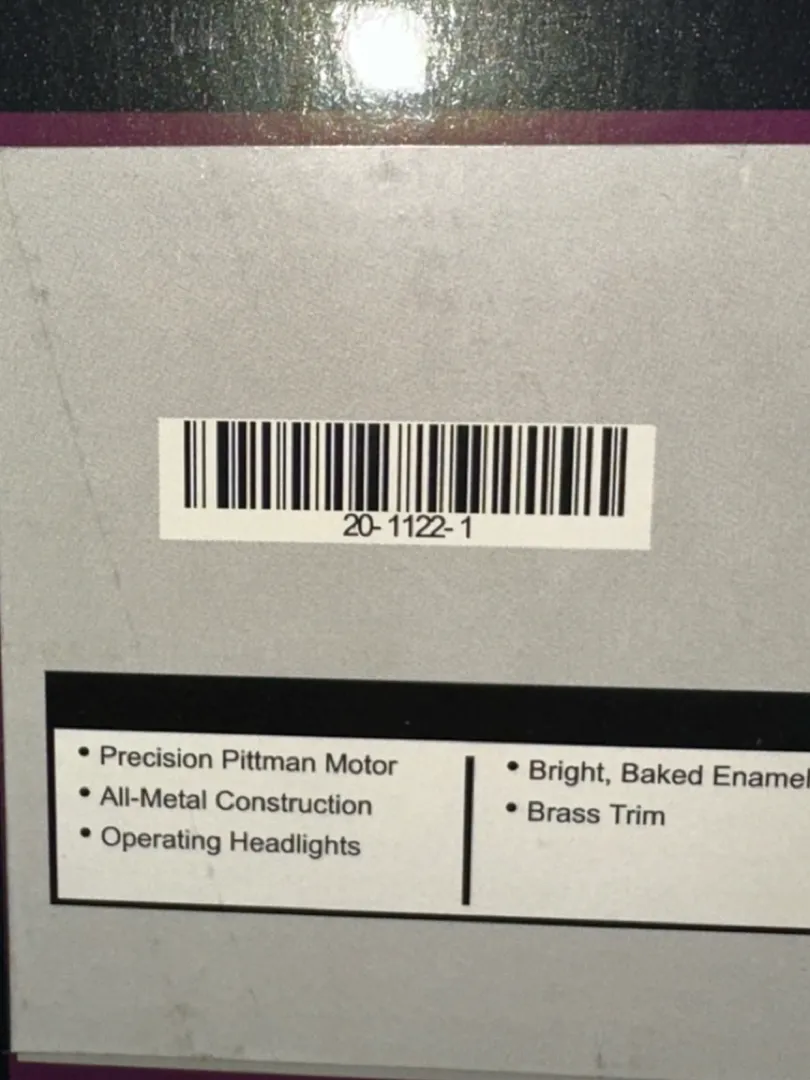 20-1122-1
• Precision Pittman Motor
• All-Metal Construction
• Operating Headlights
• Bright, Baked Enamel
• Brass Trim